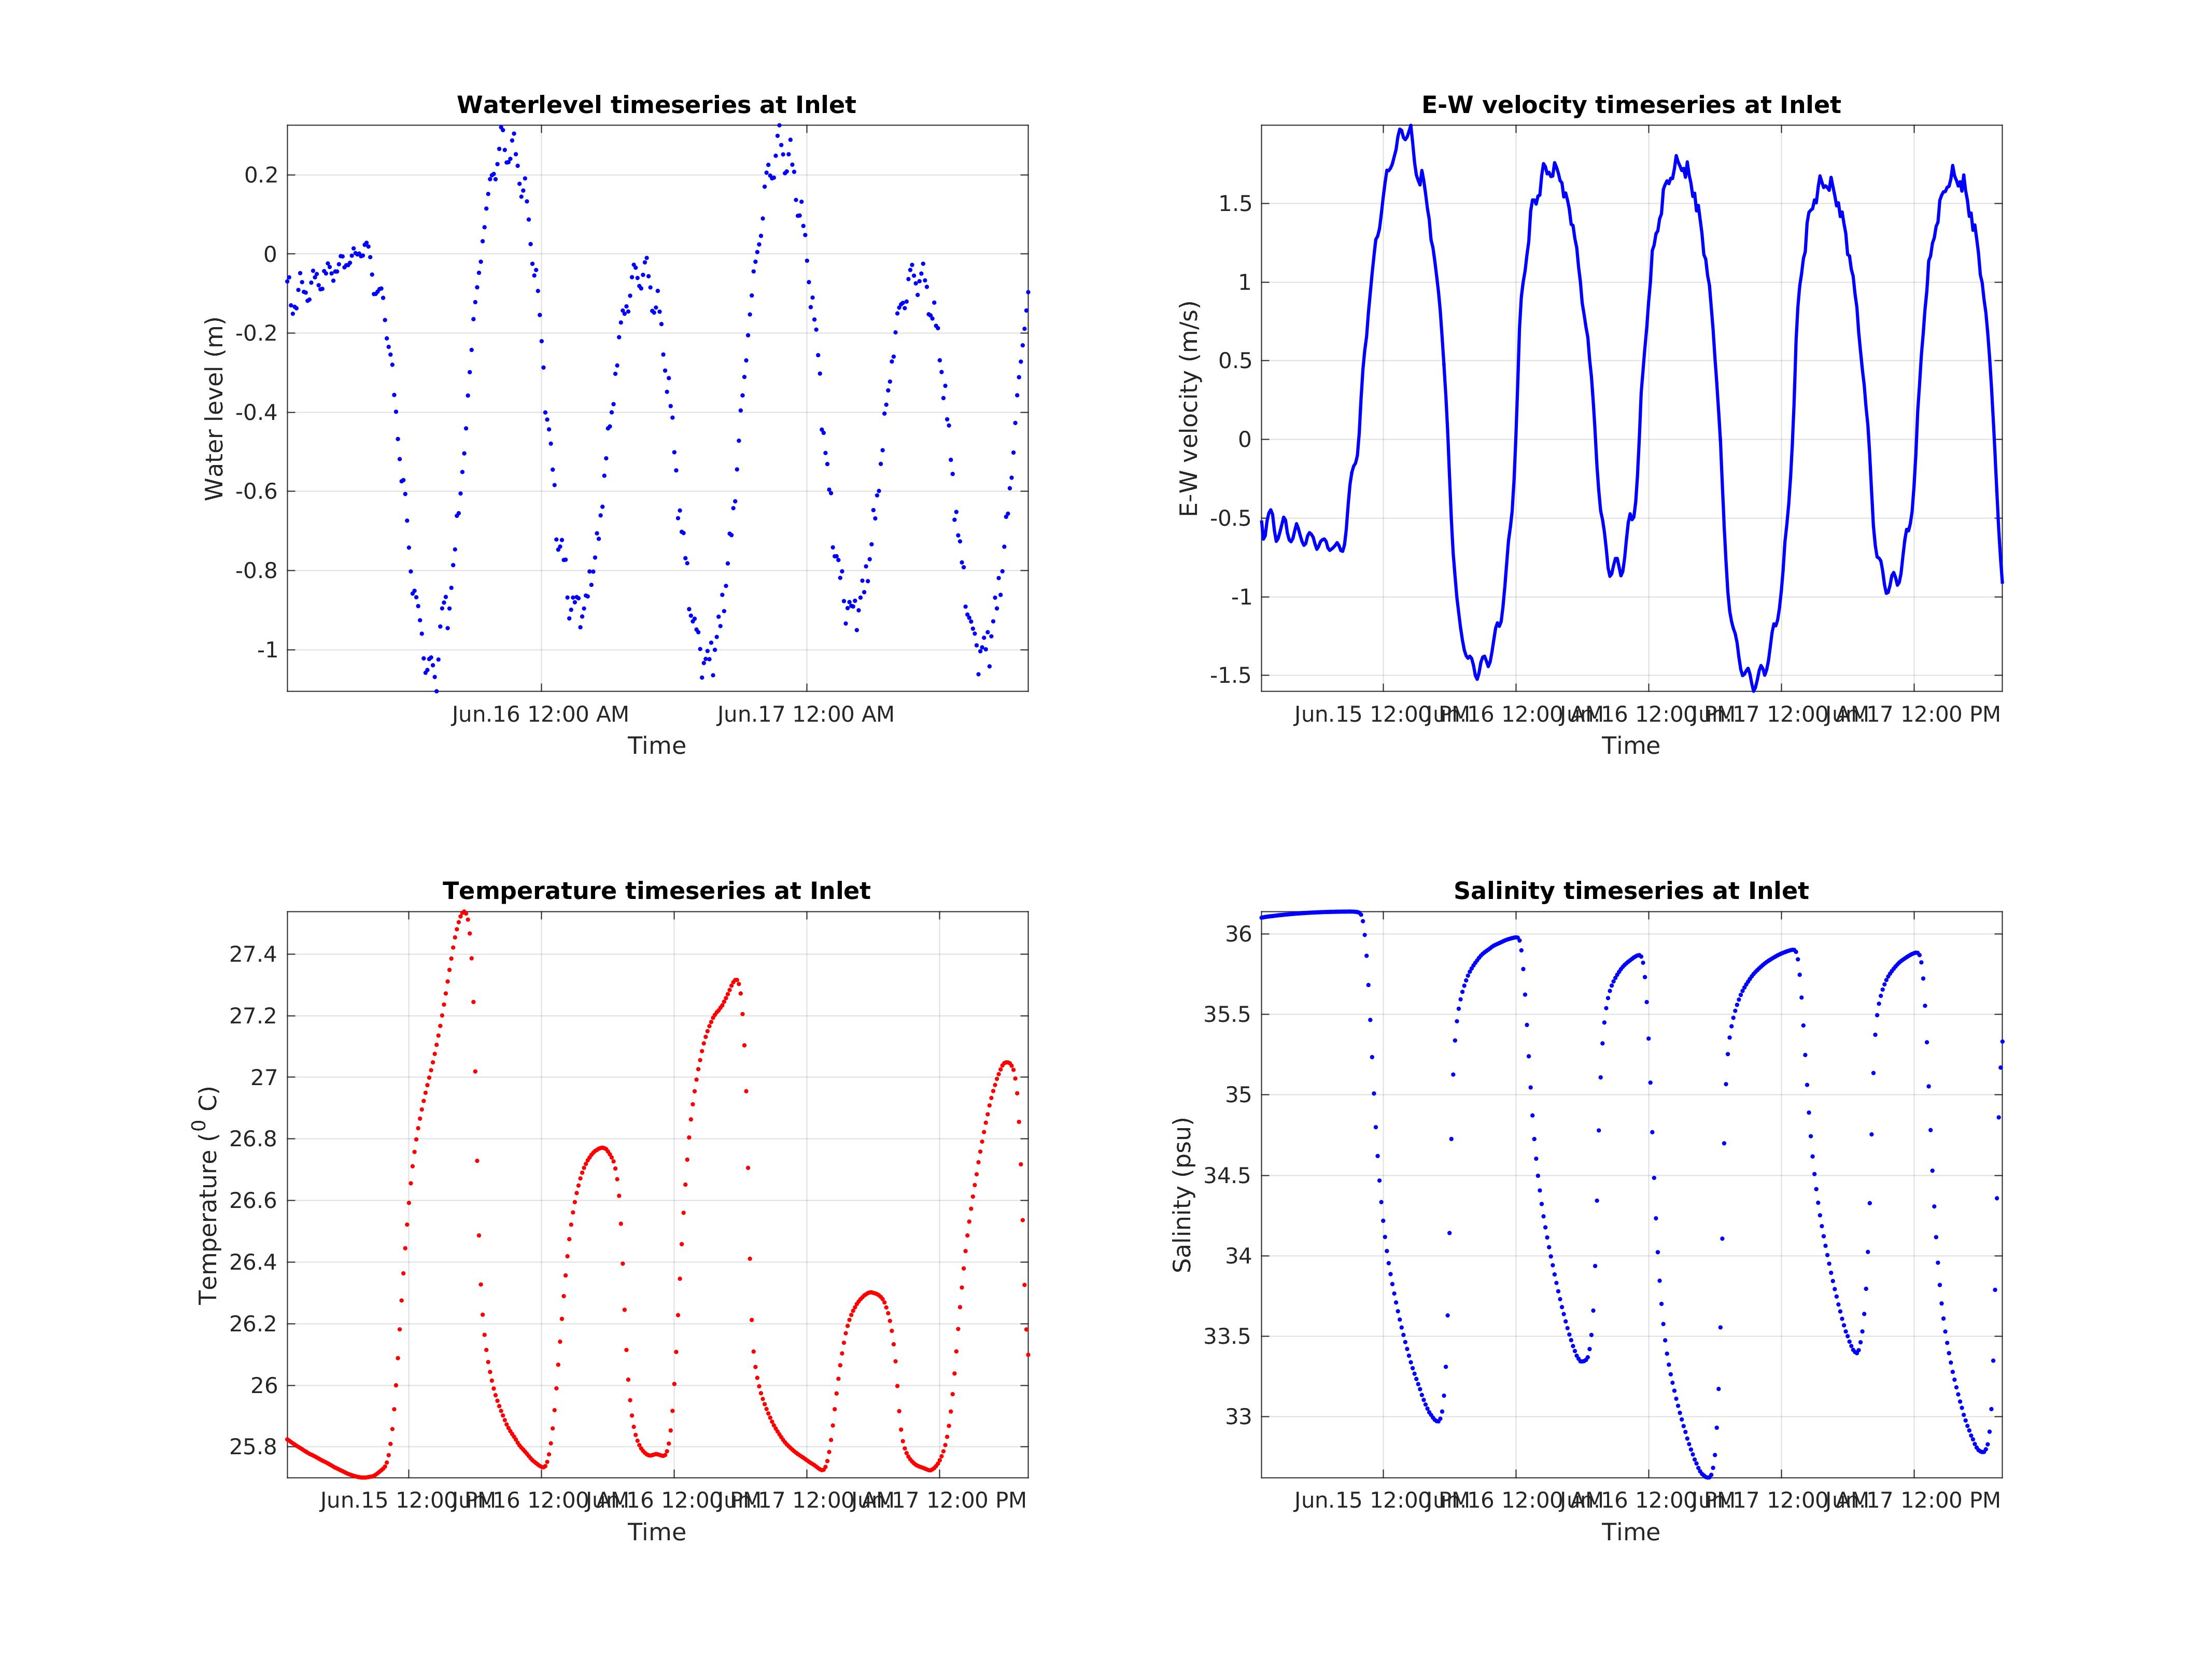 Waterlevel timeseries at Inlet
Water level (m)
0.2
0
-0.2
-0.4
-0.6
-0.8
-1
Jun.16 12:00 AM
Jun.17 12:00 AM
Time
E-W velocity timeseries at Inlet
E-W velocity (m/s)
1.5
1
0.5
0
-0.5
-1
-1.5
Jun.15 12:00 PM
Jun.16 12:00 AM
Jun.16 12:00 PM
Jun.17 12:00 AM
Jun.17 12:00 PM
Time
Temperature timeseries at Inlet
Temperature (⁰ C)
27.4
27.2
27
26.8
26.6
26.4
26.2
26
25.8
Jun.15 12:00 PM
Jun.16 12:00 AM
Jun.16 12:00 PM
Jun.17 12:00 AM
Jun.17 12:00 PM
Time
Salinity timeseries at Inlet
Salinity (psu)
36
35.5
35
34.5
34
33.5
33
Jun.15 12:00 PM
Jun.16 12:00 AM
Jun.16 12:00 PM
Jun.17 12:00 AM
Jun.17 12:00 PM
Time